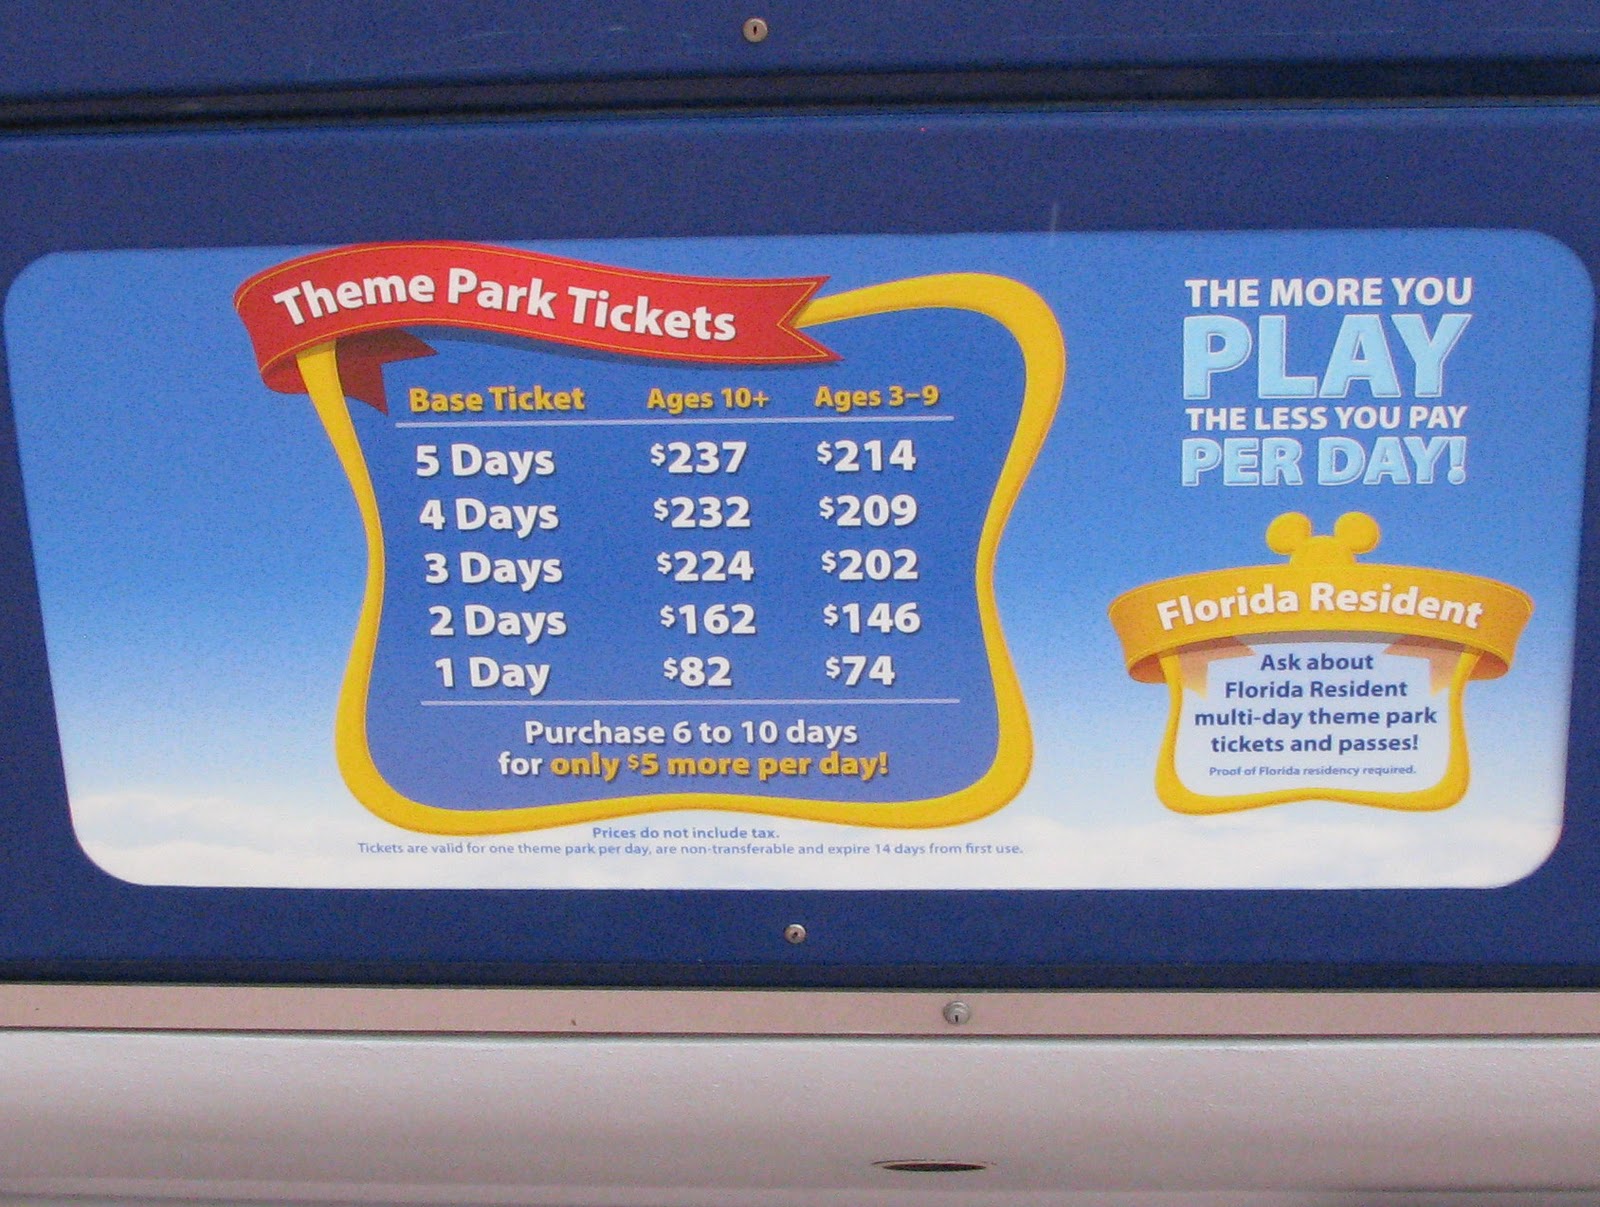 Theme Park Tickets
Base Ticket Ages 10+ Ages 3-9
5 Days $237 $214
4 Days $232 $209
3 Days $224 $202
2 Days $162 $146
1 Day $82 $74
Purchase 6 to 10 days
for only $5 more per day!
Prices do not include tax.
Tickets are valid for one theme park per day, are non-transferable and expire 14 days from first use.
THE MORE YOU
PLAY
THE LESS YOU PAY
PER DAY!
Florida Resident
Ask about
Florida Resident
multi-day theme park
tickets and passes!
Proof of Florida residency required.